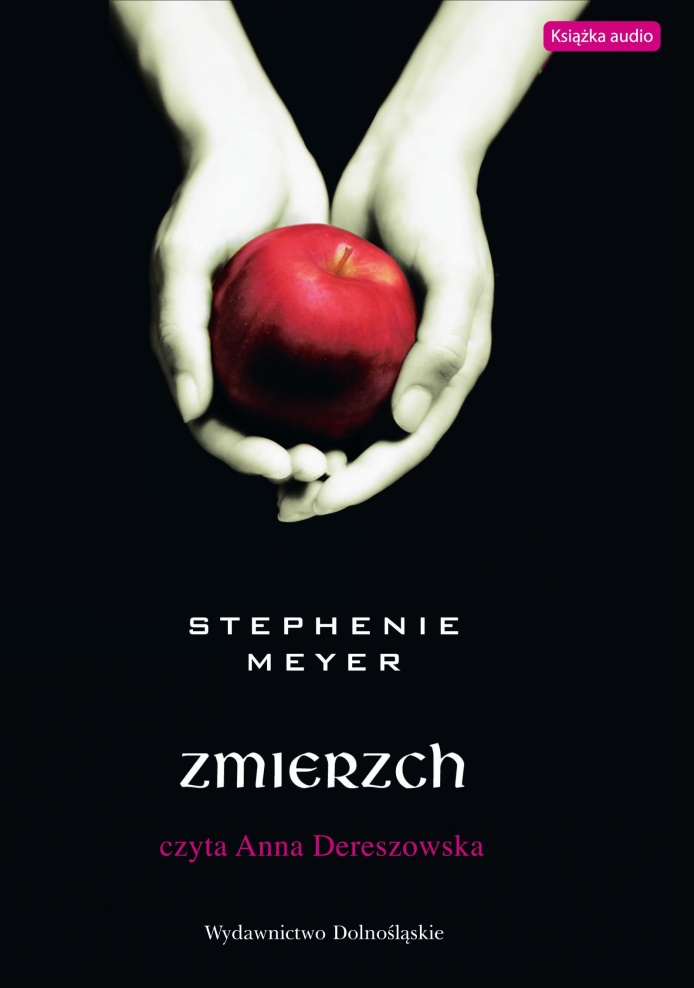 Książka audio
STEPHENIE
MEYER
zmierzch
czyta Anna Dereszowska
Wydawnictwo Dolnośląskie